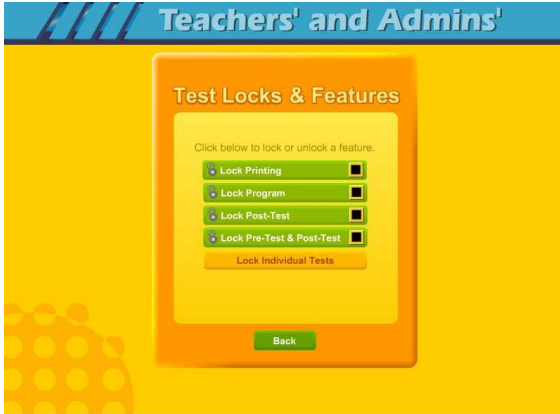 Teachers' and Admins'
Test Locks & Features
Click below to lock or unlock a feature.
Lock Printing
Lock Program
Lock Post-Test
Lock Pre-Test & Post-Test
Lock Individual Tests
Back